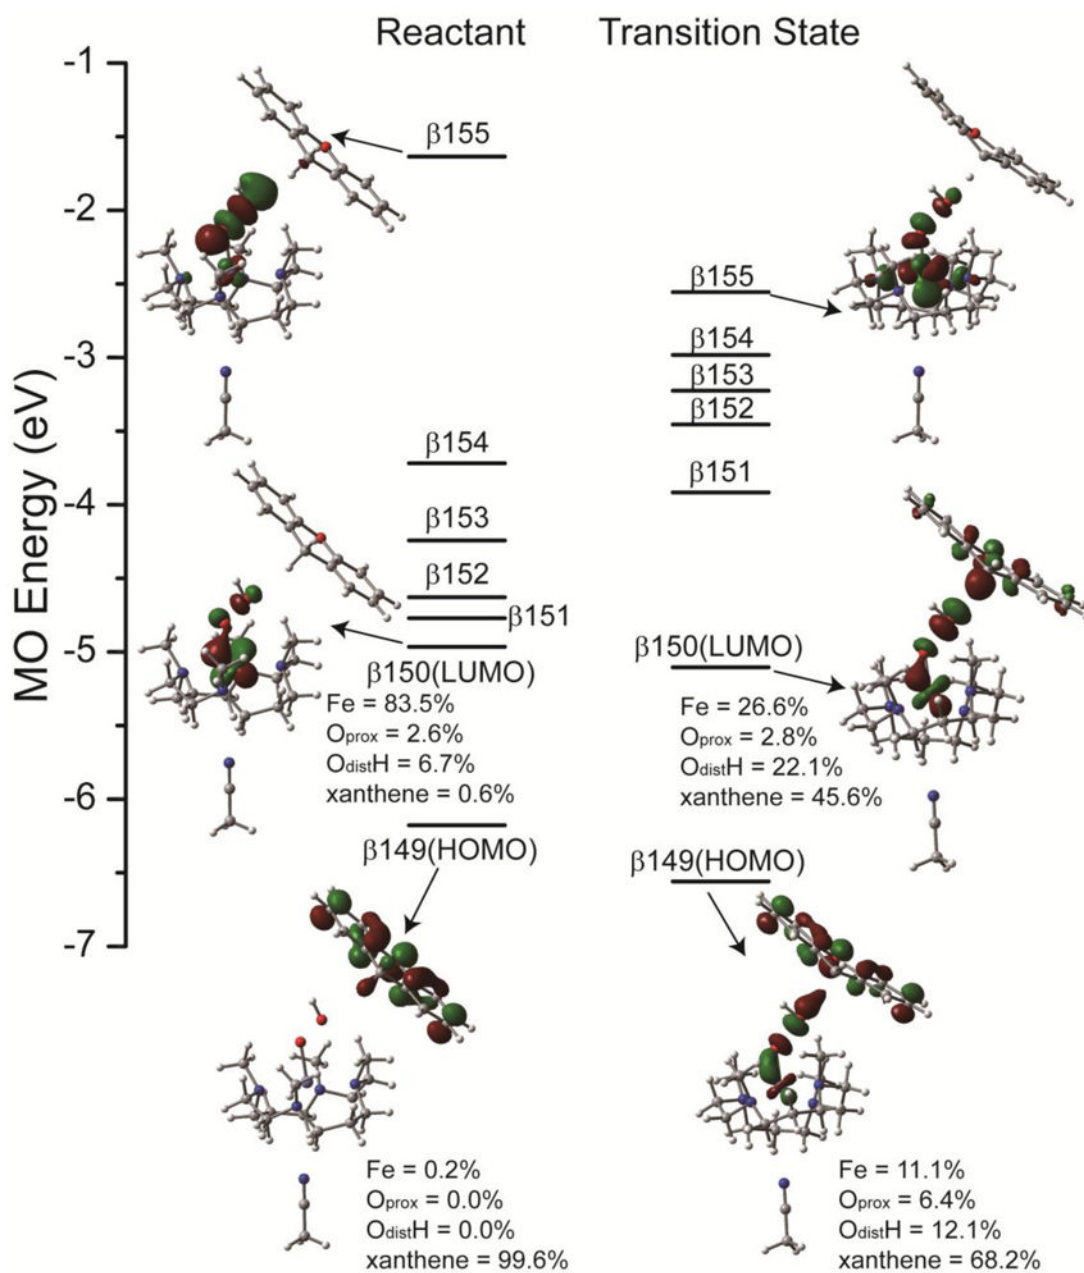 Reactant
Transition State
MO Energy (eV)
-1
-2
-3
-4
-5
-6
-7
β155
β154
β153
β152
β151
β150(LUMO)
Fe = 83.5%
Oprox = 2.6%
OdistH = 6.7%
xanthene = 0.6%
β149(HOMO)
Fe = 0.2%
Oprox = 0.0%
OdistH = 0.0%
xanthene = 99.6%
β155
β154
β153
β152
β151
β150(LUMO)
Fe = 26.6%
Oprox = 2.8%
OdistH = 22.1%
xanthene = 45.6%
β149(HOMO)
Fe = 11.1%
Oprox = 6.4%
OdistH = 12.1%
xanthene = 68.2%